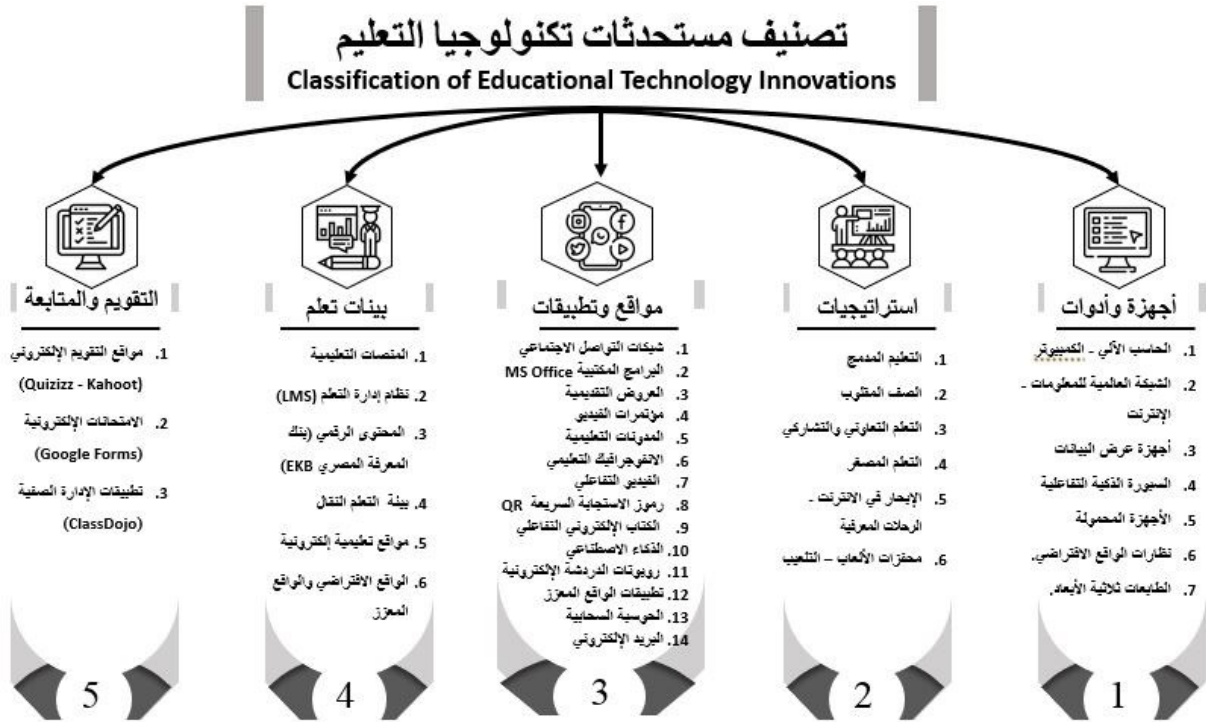 تصنيف مستحدثات تكنولوجيا التعليم
Classification of Educational Technology Innovations
أجهزة وأدوات
1. الحاسب الآلي - الكمبيوتر
2. الشبكة العالمية للمعلومات -
الإنترنت
3. أجهزة عرض البيانات
4. السبورة الذكية التفاعلية
5. الأجهزة المحمولة
6. نظارات الواقع الافتراضي.
7. الطابعات ثلاثية الأبعاد.
1
استراتيجيات
1. التعليم المدمج
2. الصف المقلوب
3. التعلم التعاوني والتشاركي
4. التعلم المصغر
5. الإبحار في الانترنت -
الرحلات المعرفية
6. محفزات الألعاب – التلعيب
2
مواقع وتطبيقات
1. شبكات التواصل الاجتماعي
2. البرامج المكتبية MS Office
3. العروض التقديمية
4. مؤتمرات الفيديو
5. المدونات التعليمية
6. الانفوجرافيك التعليمي
7. الفيديو التفاعلي
8. رموز الاستجابة السريعة QR
9. الكتاب الإلكتروني التفاعلي
10. الذكاء الاصطناعي
11. روبوتات الدردشة الإلكترونية
12. تطبيقات الواقع المعزز
13. الحوسبة السحابية
14. البريد الإلكتروني
3
بيئات تعلم
1. المنصات التعليمية
2. نظام إدارة التعلم (LMS)
3. المحتوى الرقمي (بنك
المعرفة المصري EKB)
4. بيئة التعلم النقال
5. مواقع تعليمية إلكترونية
6. الواقع الافتراضي والواقع
المعزز
4
التقويم والمتابعة
1. مواقع التقويم الإلكتروني
(Quizizz - Kahoot)
2. الامتحانات الإلكترونية
(Google Forms)
3. تطبيقات الإدارة الصفية
(ClassDojo)
5